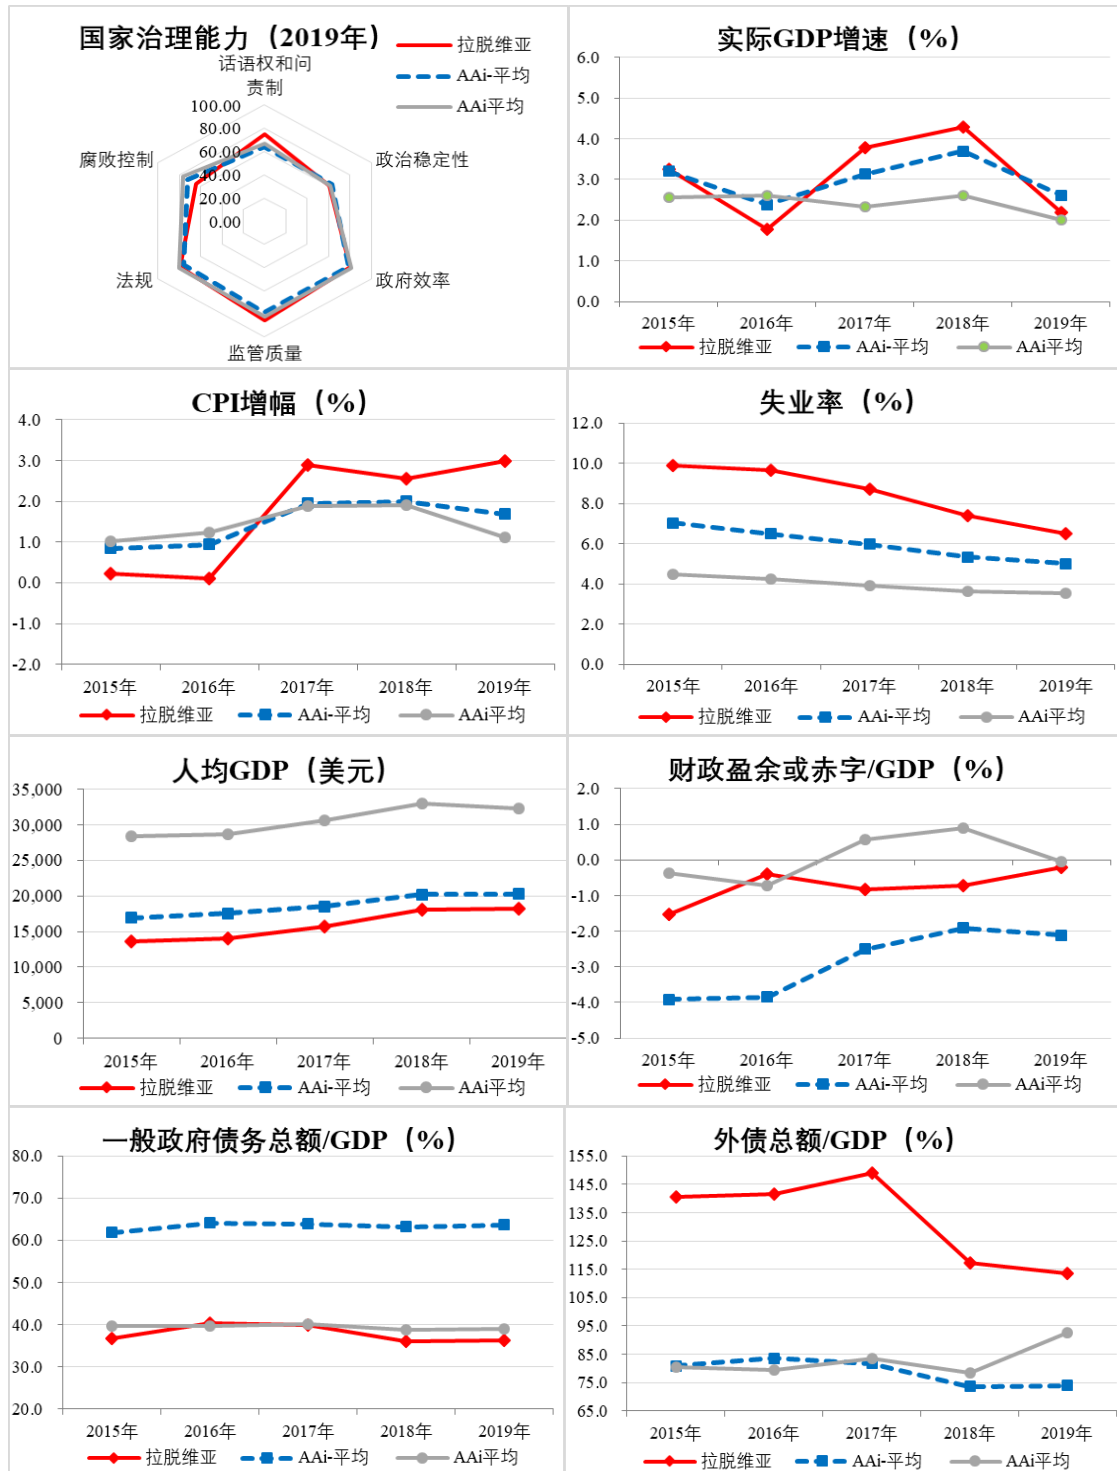 国家治理能力（2019年）
拉脱维亚
AAi-平均
AAi平均
话语权和问
责制
政治稳定性
政府效率
监管质量
法规
腐败控制
100.00
80.00
60.00
40.00
20.00
0.00
实际GDP增速（%）
6.0
5.0
4.0
3.0
2.0
1.0
0.0
2015年 2016年 2017年 2018年 2019年
拉脱维亚 AAi-平均 AAi平均
CPI增幅（%）
4.0
3.0
2.0
1.0
0.0
-1.0
-2.0
2015年 2016年 2017年 2018年 2019年
拉脱维亚 AAi-平均 AAi平均
失业率（%）
12.0
10.0
8.0
6.0
4.0
2.0
0.0
2015年 2016年 2017年 2018年 2019年
拉脱维亚 AAi-平均 AAi平均
人均GDP（美元）
35,000
30,000
25,000
20,000
15,000
10,000
5,000
0
2015年 2016年 2017年 2018年 2019年
拉脱维亚 AAi-平均 AAi平均
财政盈余或赤字/GDP（%）
2.0
1.0
0.0
-1.0
-2.0
-3.0
-4.0
-5.0
2015年 2016年 2017年 2018年 2019年
拉脱维亚 AAi-平均 AAi平均
一般政府债务总额/GDP（%）
80.0
70.0
60.0
50.0
40.0
30.0
20.0
2015年 2016年 2017年 2018年 2019年
拉脱维亚 AAi-平均 AAi平均
外债总额/GDP（%）
155.0
145.0
135.0
125.0
115.0
105.0
95.0
85.0
75.0
65.0
2015年 2016年 2017年 2018年 2019年
拉脱维亚 AAi-平均 AAi平均